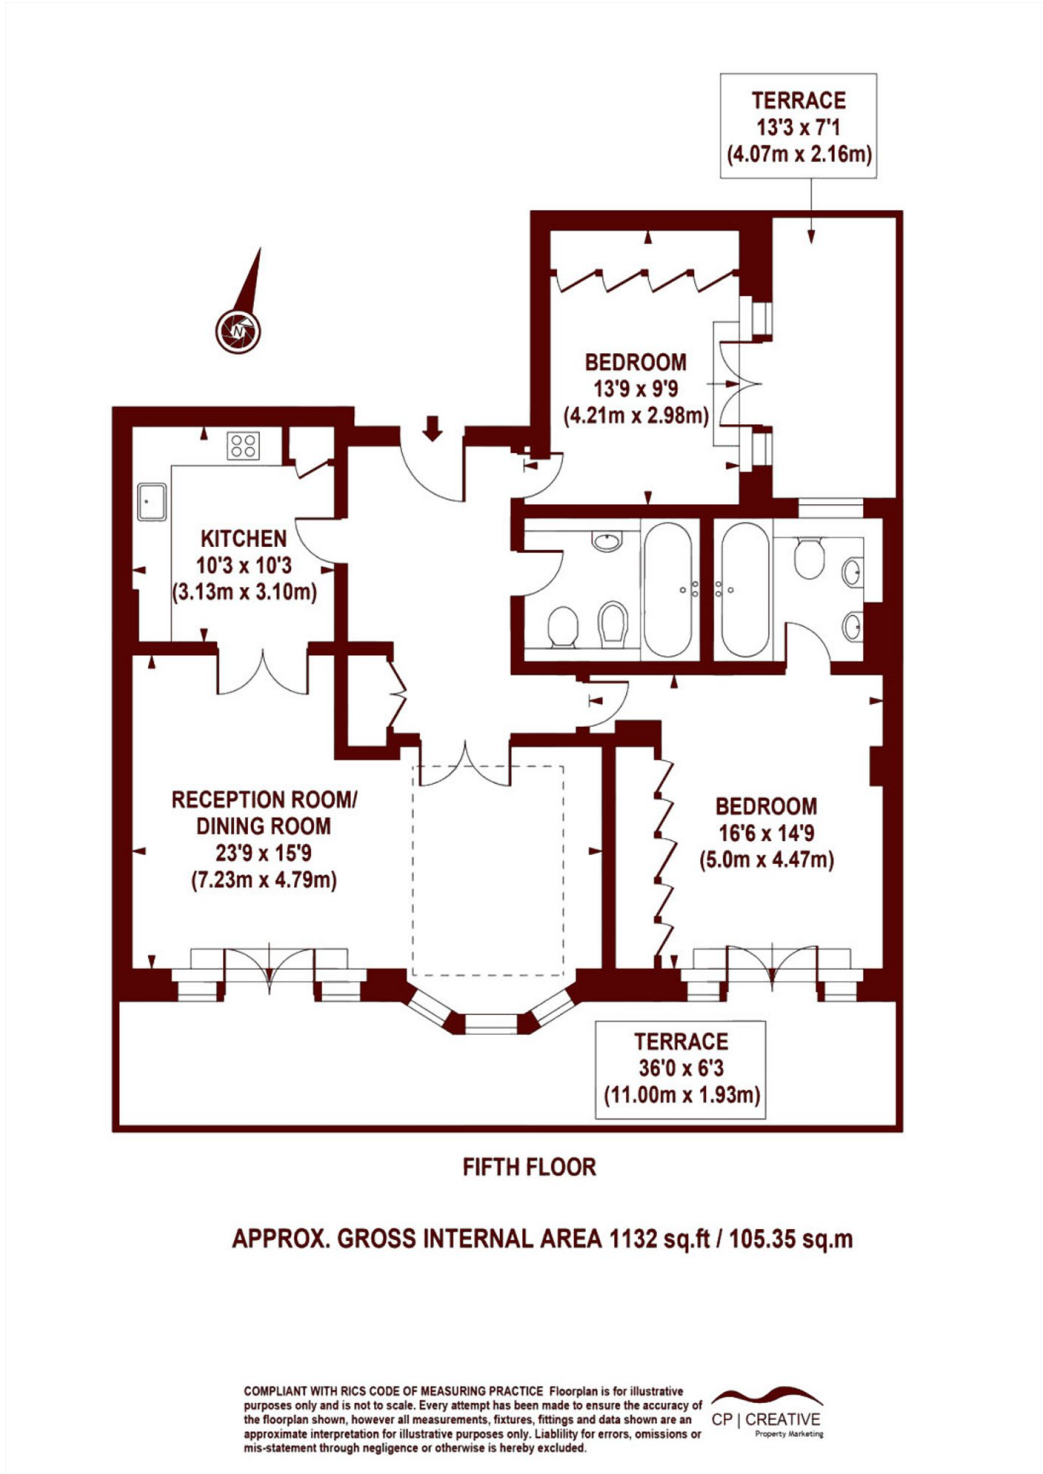 TERRACE
13'3 x 7'1
(4.07m x 2.16m)
N
BEDROOM
13'9 x 9'9
(4.21m x 2.98m)
KITCHEN
10'3 x 10'3
(3.13m x 3.10m)
RECEPTION ROOM/
DINING ROOM
23'9 x 15'9
(7.23m x 4.79m)
BEDROOM
16'6 x 14'9
(5.0m x 4.47m)
TERRACE
36'0 x 6'3
(11.00m x 1.93m)
FIFTH FLOOR
APPROX. GROSS INTERNAL AREA 1132 sq.ft / 105.35 sq.m
COMPLIANT WITH RICS CODE OF MEASURING PRACTICE Floorplan is for illustrative
purposes only and is not to scale. Every attempt has been made to ensure the accuracy of
the floorplan shown, however all measurements, fixtures, fittings and data shown are an
approximate interpretation for illustrative purposes only. Liablility for errors, omissions or
mis-statement through negligence or otherwise is hereby excluded.
CP | CREATIVE
Property Marketing